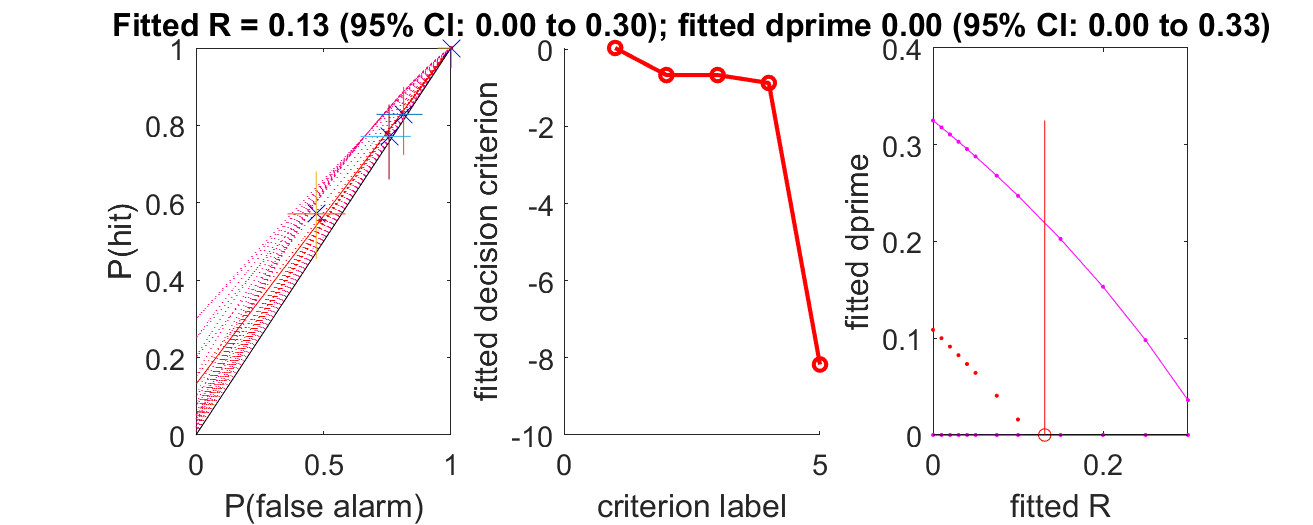 Fitted R = 0.13 (95% CI: 0.00 to 0.30); fitted dprime 0.00 (95% CI: 0.00 to 0.33)
P(hit)
1
0.8
0.6
0.4
0.2
0
0 0.5 1
P(false alarm)
fitted decision criterion
0
-2
-4
-6
-8
-10
0 5
criterion label
fitted dprime
0.4
0.3
0.2
0.1
0
0 0.2
fitted R